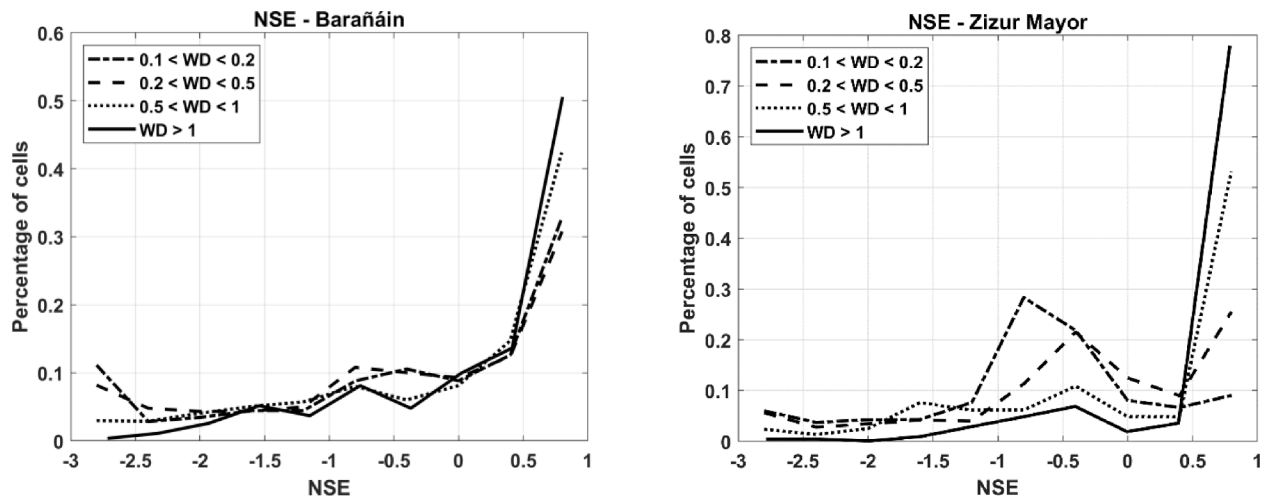 NSE - Barañáin
0.6
0.5
0.4
0.3
0.2
0.1
0
Percentage of cells
0.1 < WD < 0.2
0.2 < WD < 0.5
0.5 < WD < 1
WD > 1
-3 -2.5 -2 -1.5 -1 -0.5 0 0.5 1
NSE
NSE - Zizur Mayor
0.8
0.7
0.6
0.5
0.4
0.3
0.2
0.1
0
Percentage of cells
0.1 < WD < 0.2
0.2 < WD < 0.5
0.5 < WD < 1
WD > 1
-3 -2.5 -2 -1.5 -1 -0.5 0 0.5 1
NSE